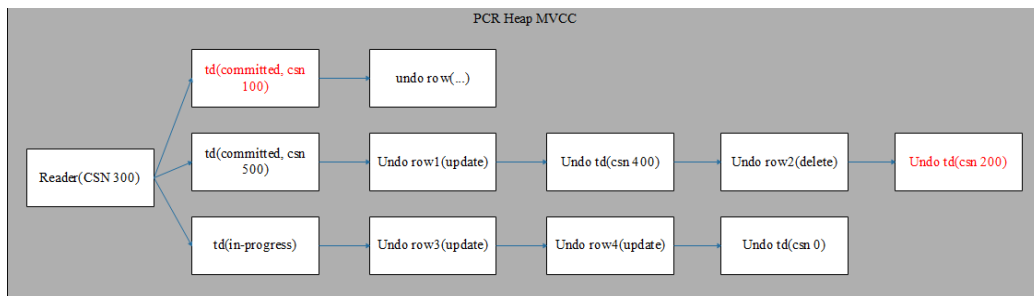 PCR Heap MVCC
td(committed, csn
100)
undo row(...)
Reader(CSN 300)
td(committed, csn
500)
Undo row1(update)
Undo td(csn 400)
Undo row2(delete)
Undo td(csn 200)
td(in-progress)
Undo row3(update)
Undo row4(update)
Undo td(csn 0)